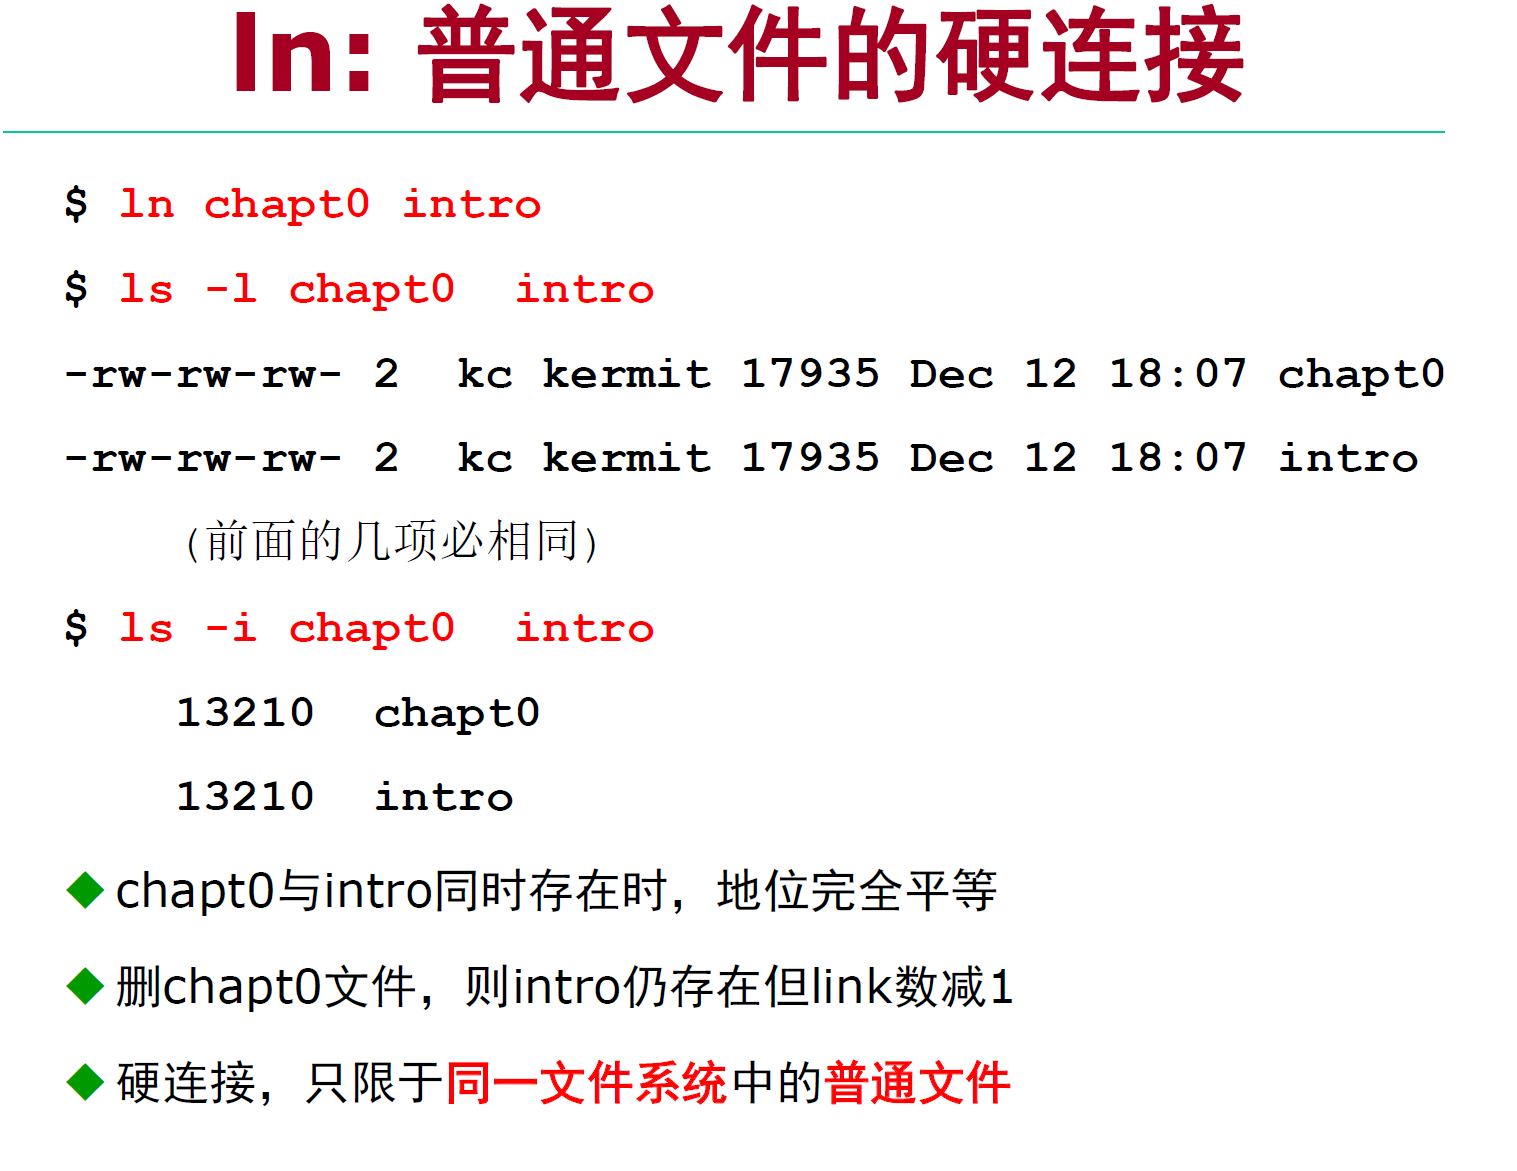 ln: 普通文件的硬连接
$ ln chapt0 intro
$ ls -l chapt0  intro
-rw-rw-rw- 2  kc kermit 17935 Dec 12 18:07 chapt0
-rw-rw-rw- 2  kc kermit 17935 Dec 12 18:07 intro
(前面的几项必相同)
$ ls -i chapt0  intro
13210  chapt0
13210  intro
◆ chapt0与intro同时存在时，地位完全平等
◆ 删chapt0文件，则intro仍存在但link数减1
◆ 硬连接，只限于同一文件系统中的普通文件